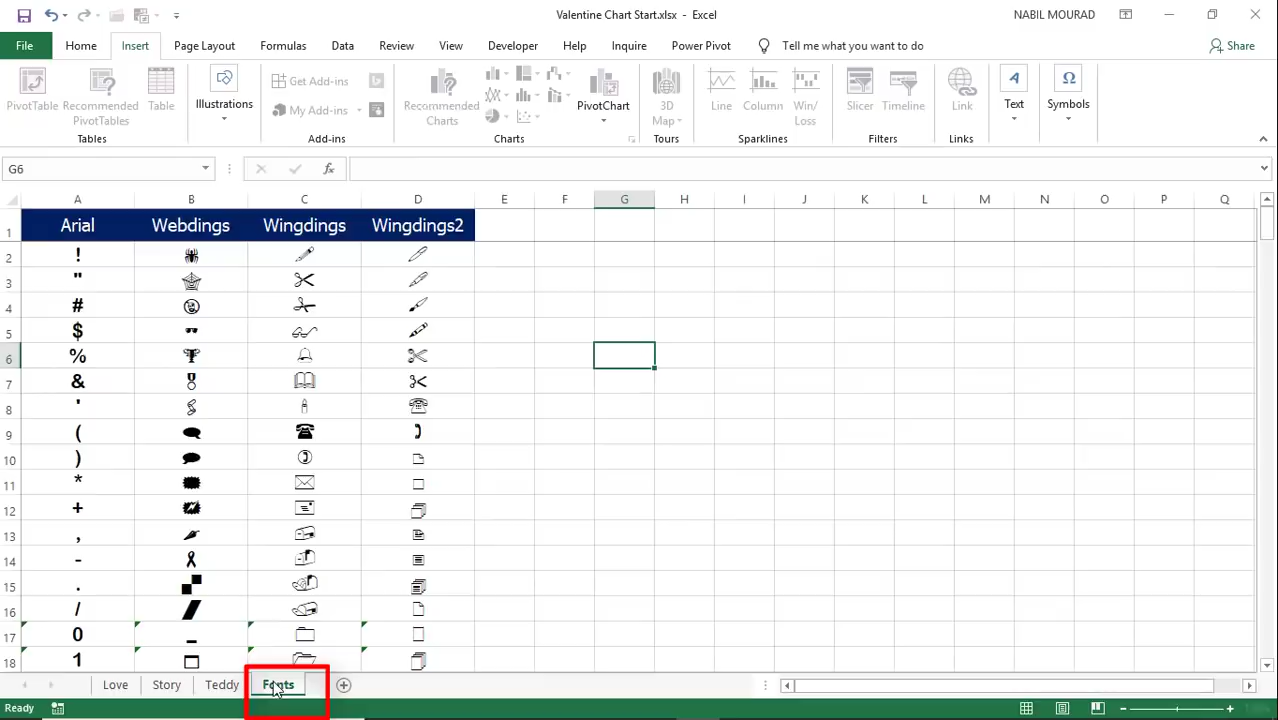 Valentine Chart Start.xlsx - Excel
NABIL MOURAD
File Home Insert Page Layout Formulas Data Review View Developer Help Inquire Power Pivot Tell me what you want to do Share
PivotTable
Recommended
PivotTables
Table
Illustrations
Get Add-ins
My Add-ins
Recommended
Charts
PivotChart
3D
Map
Line
Column
Win/
Loss
Slicer
Timeline
Link
Text
Symbols
Tables Add-ins Charts Tours Sparklines Filters Links
G6 fx
A B C D E F G H I J K L M N O P Q
1 Arial Webdings Wingdings Wingdings2
2 !
3 "
4 #
5 $
6 %
7 &
8 '
9 (
10 )
11 *
12 +
13 ,
14 -
15 .
16 /
17 0
18 1
Love Story Teddy Fonts
Ready